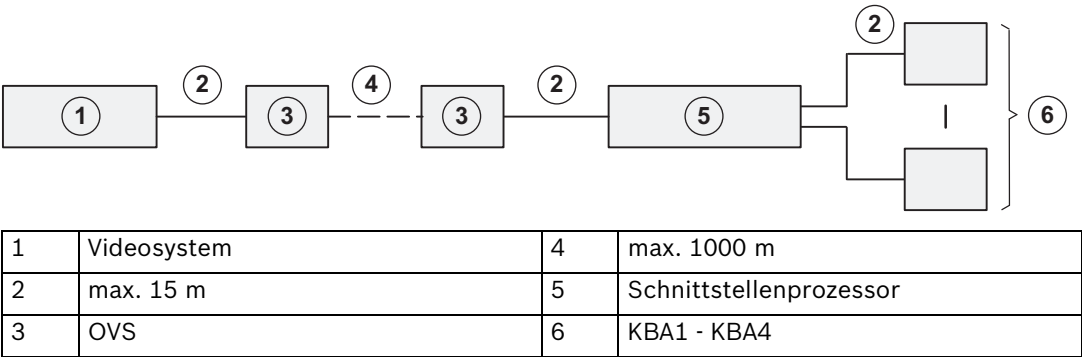 2
2 4 2
1 3 3 5 6
1 Videosystem 4 max. 1000 m
2 max. 15 m 5 Schnittstellenprozessor
3 OVS 6 KBA1 - KBA4